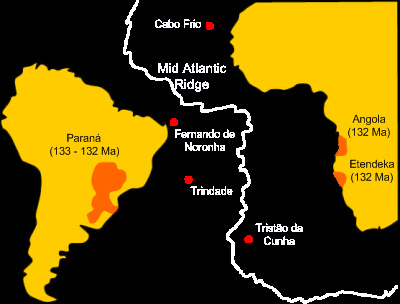 Cabo Frio
Mid Atlantic
Ridge
Angola
(132 Ma)
Fernando de
Noronha
Paraná
(133 - 132 Ma)
Etendeka
(132 Ma)
Trindade
Tristão da
Cunha